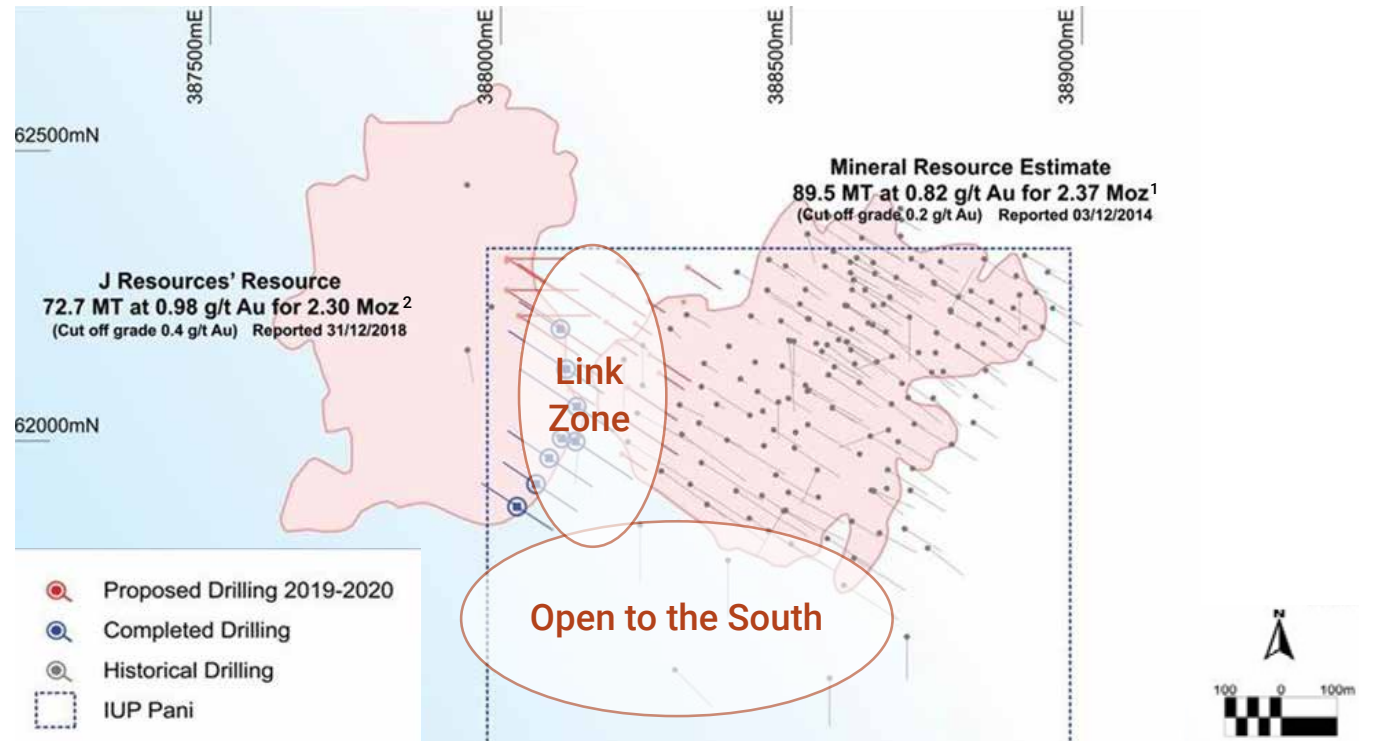 387500mE
388000mE
388500mE
389000mE
62500mN
Mineral Resource Estimate
89.5 MT at 0.82 g/t Au for 2.37 Moz1
(Cut off grade 0.2 g/t Au) Reported 03/12/2014
J Resources' Resource
72.7 MT at 0.98 g/t Au for 2.30 Moz2
(Cut off grade 0.4 g/t Au) Reported 31/12/2018
Link
Zone
62000mN
Open to the South
Proposed Drilling 2019-2020
Completed Drilling
Historical Drilling
IUP Pani
N
100 0 100m